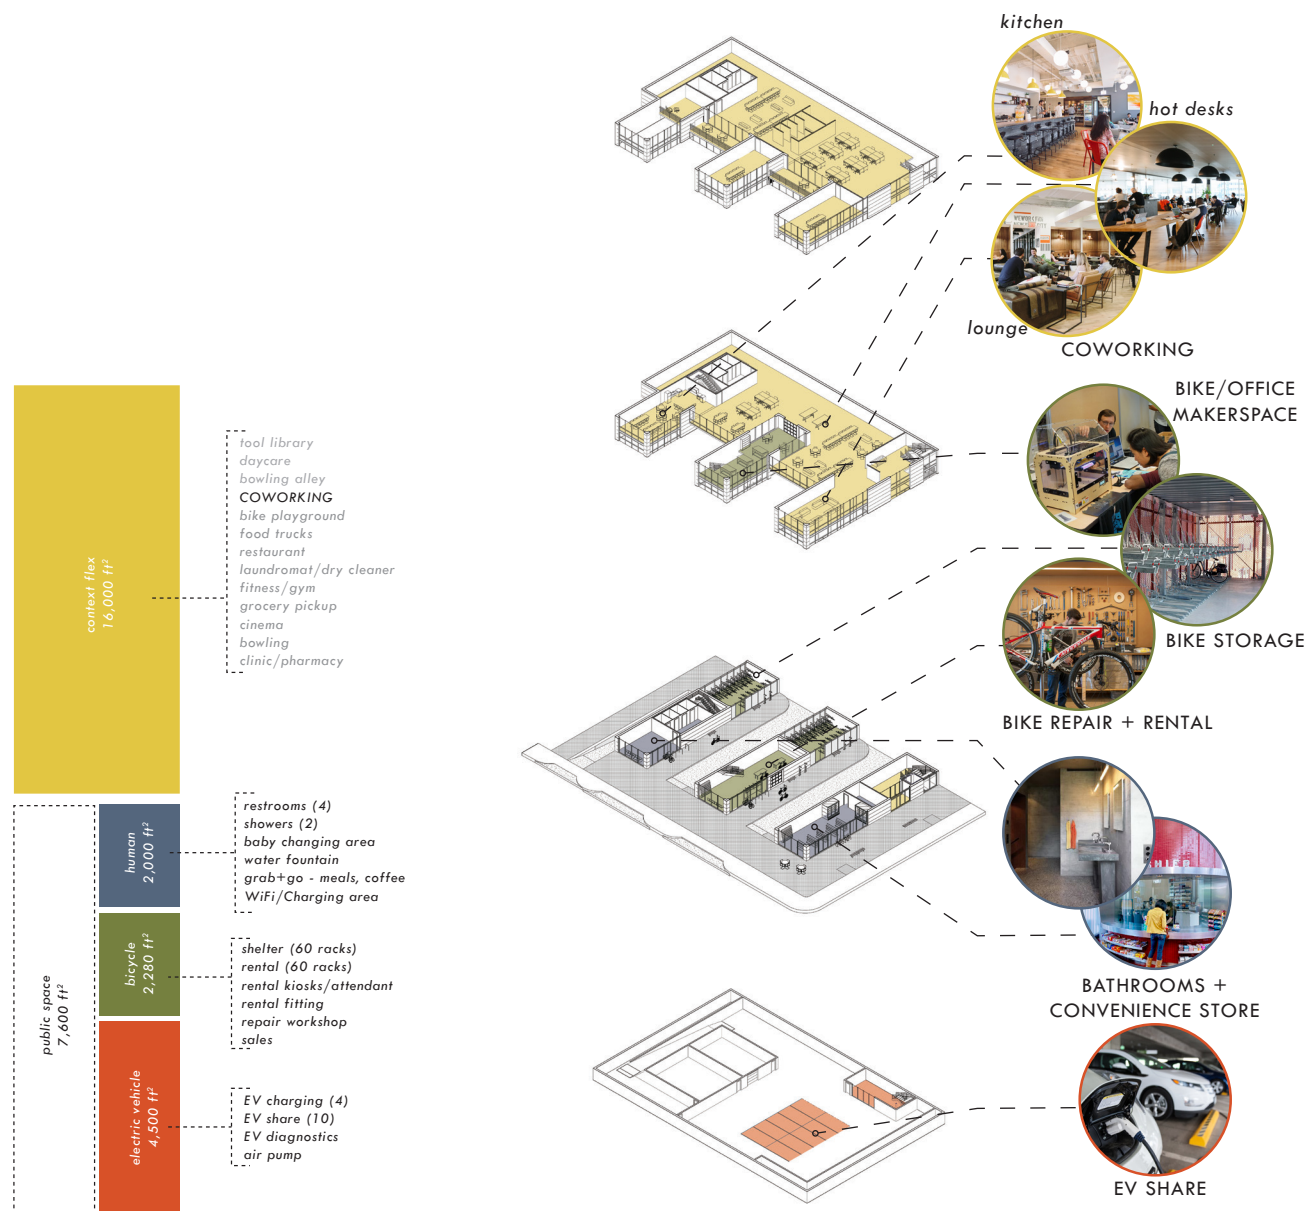 kitchen
hot desks
lounge
COWORKING
BIKE/OFFICE
MAKERSPACE
BIKE STORAGE
BIKE REPAIR + RENTAL
BATHROOMS +
CONVENIENCE STORE
EV SHARE
context flex
16,000 ft²
tool library
daycare
bowling alley
COWORKING
bike playground
food trucks
restaurant
laundromat/dry cleaner
fitness/gym
grocery pickup
cinema
bowling
clinic/pharmacy
public space
7,600 ft²
human
2,000 ft²
restrooms (4)
showers (2)
baby changing area
water fountain
grab+go - meals, coffee
WiFi/Charging area
bicycle
2,280 ft²
shelter (60 racks)
rental (60 racks)
rental kiosks/attendant
rental fitting
repair workshop
sales
electric vehicle
4,500 ft²
EV charging (4)
EV share (10)
EV diagnostics
air pump